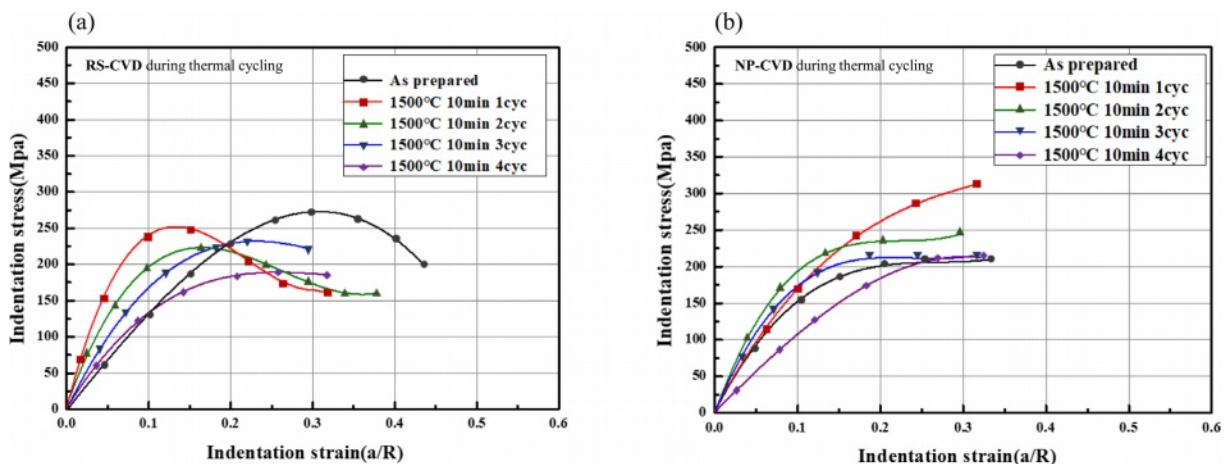 (a)
500
450
400
350
300
250
200
150
100
50
0
0.0 0.1 0.2 0.3 0.4 0.5 0.6
Indentation stress(Mpa)
Indentation strain(a/R)
RS-CVD during thermal cycling
As prepared
1500°C 10min 1cyc
1500°C 10min 2cyc
1500°C 10min 3cyc
1500°C 10min 4cyc
(b)
500
450
400
350
300
250
200
150
100
50
0
0.0 0.1 0.2 0.3 0.4 0.5 0.6
Indentation stress(Mpa)
Indentation strain(a/R)
NP-CVD during thermal cycling
As prepared
1500°C 10min 1cyc
1500°C 10min 2cyc
1500°C 10min 3cyc
1500°C 10min 4cyc